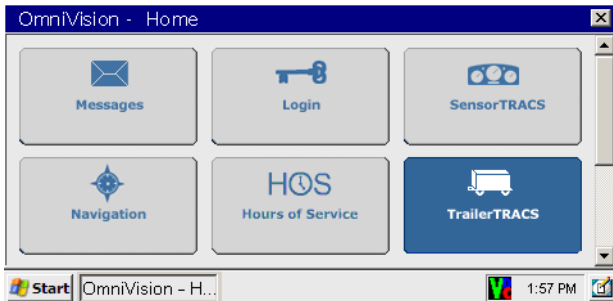 OmniVision - Home
Messages
Login
SensorTRACS
HOS
Navigation
Hours of Service
TrailerTRACS
Start
OmniVision - H...
1:57 PM